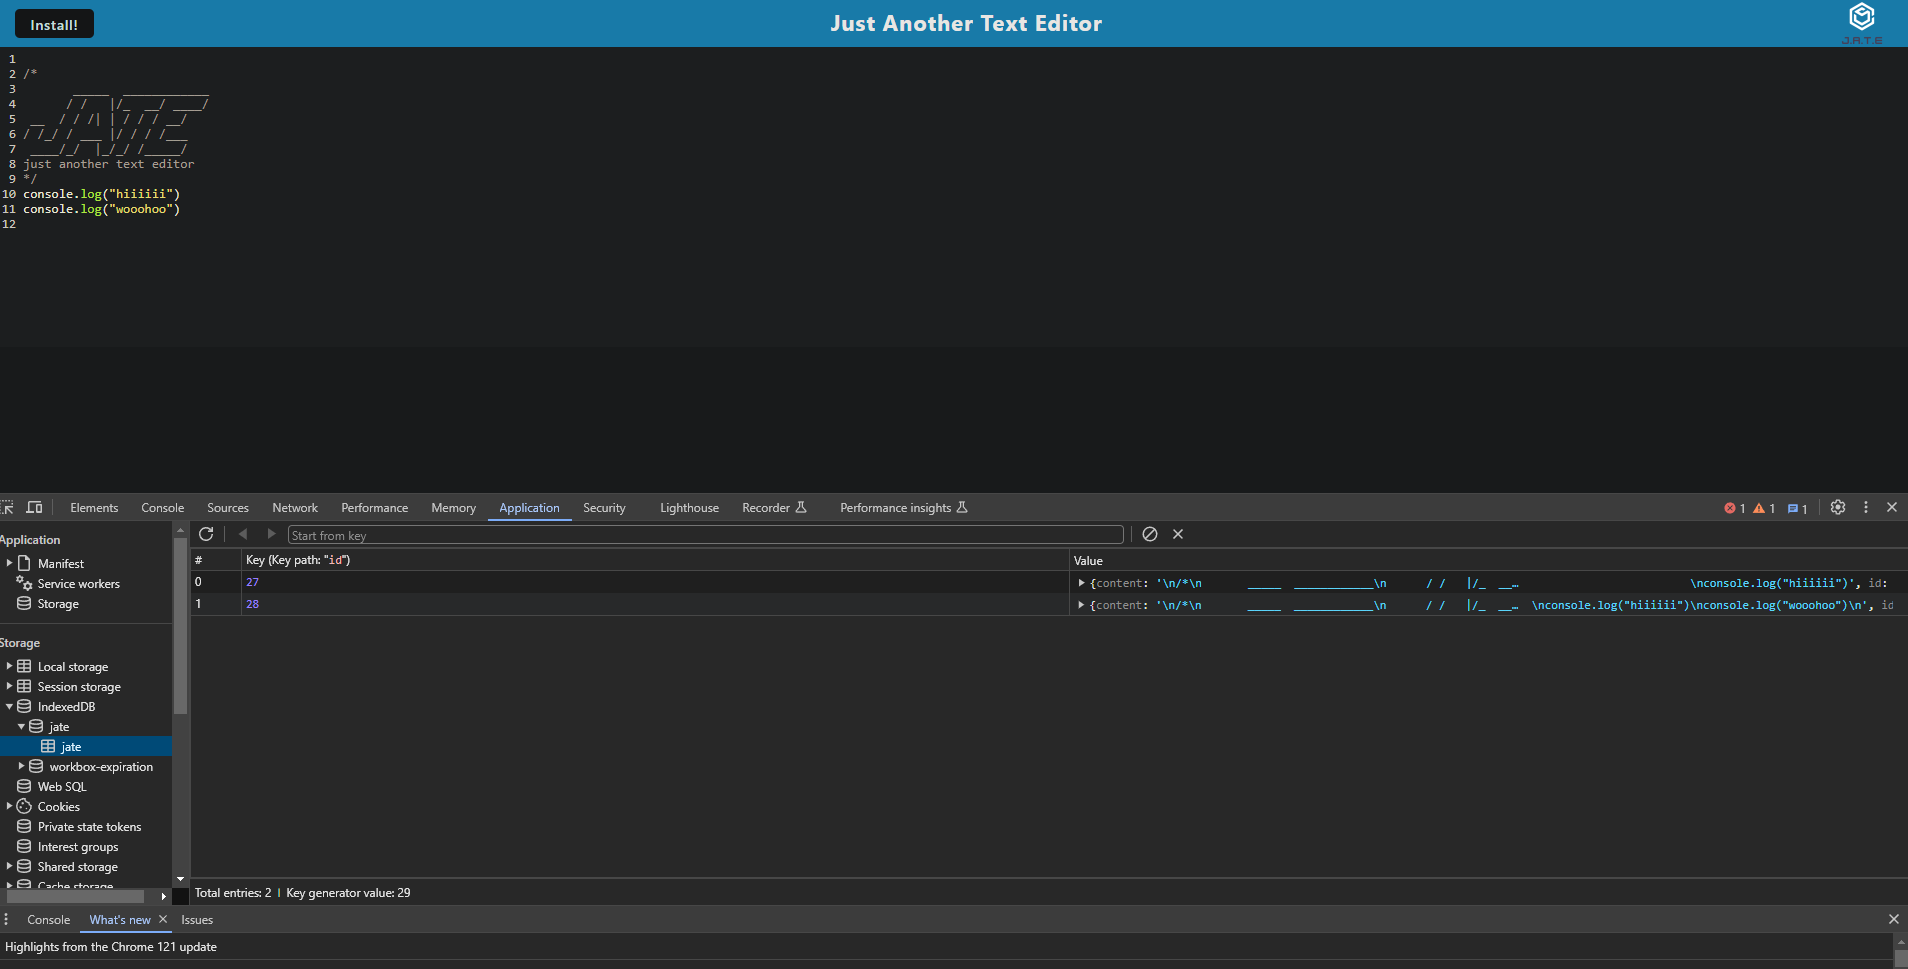 Install!
Just Another Text Editor
J.A.T.E
1
2 /*
3        _____  ____________
4       / /   |/_  __/ ____/
5  __  / / /| | / / / __/
6 / /_/ / ___ |/ / / /___
7  ____/_/  |_/_/ /_____/
8 just another text editor
9 */
10 console.log("hiiiiii")
11 console.log("wooohoo")
12
Elements Console Sources Network Performance Memory Application Security Lighthouse Recorder Performance insights 1 1 1
Application
Manifest
Service workers
Storage
Storage
Local storage
Session storage
IndexedDB
jate
jate
workbox-expiration
Web SQL
Cookies
Private state tokens
Interest groups
Shared storage
Cache storage
Start from key
# Key (Key path: "id") Value
0 27 {content: '\n/*\n       _____  ____________\n      / /   |/_  __… \nconsole.log("hiiiiii")', id:
1 28 {content: '\n/*\n       _____  ____________\n      / /   |/_  __… \nconsole.log("hiiiiii")\nconsole.log("wooohoo")\n', id
Total entries: 2 Key generator value: 29
Console What's new Issues
Highlights from the Chrome 121 update